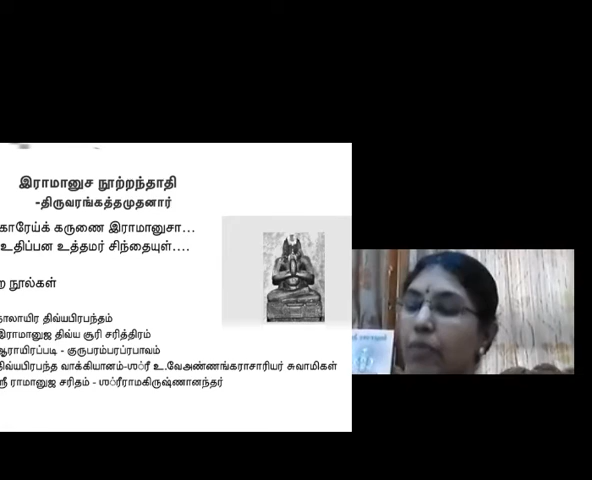 இராமானுச நூற்றந்தாதி
-திருவரங்கத்தமுதனார்
காரேய்க் கருணை இராமானுசா...
உதிப்பன உத்தமர் சிந்தையுள்....
ற நூல்கள்
நாலாயிர திவ்யபிரபந்தம்
இராமானுஜ திவ்ய சூரி சரித்திரம்
ஆராயிரப்படி - குருபரம்பரப்ரபாவம்
திவ்யபிரபந்த வாக்கியானம்-ஸ்ரீ உ.வேஅண்ணங்கராசாரியர் சுவாமிகள்
ஸ்ரீ ராமானுஜ சரிதம் - ஸ்ரீராமகிருஷ்ணானந்தர்